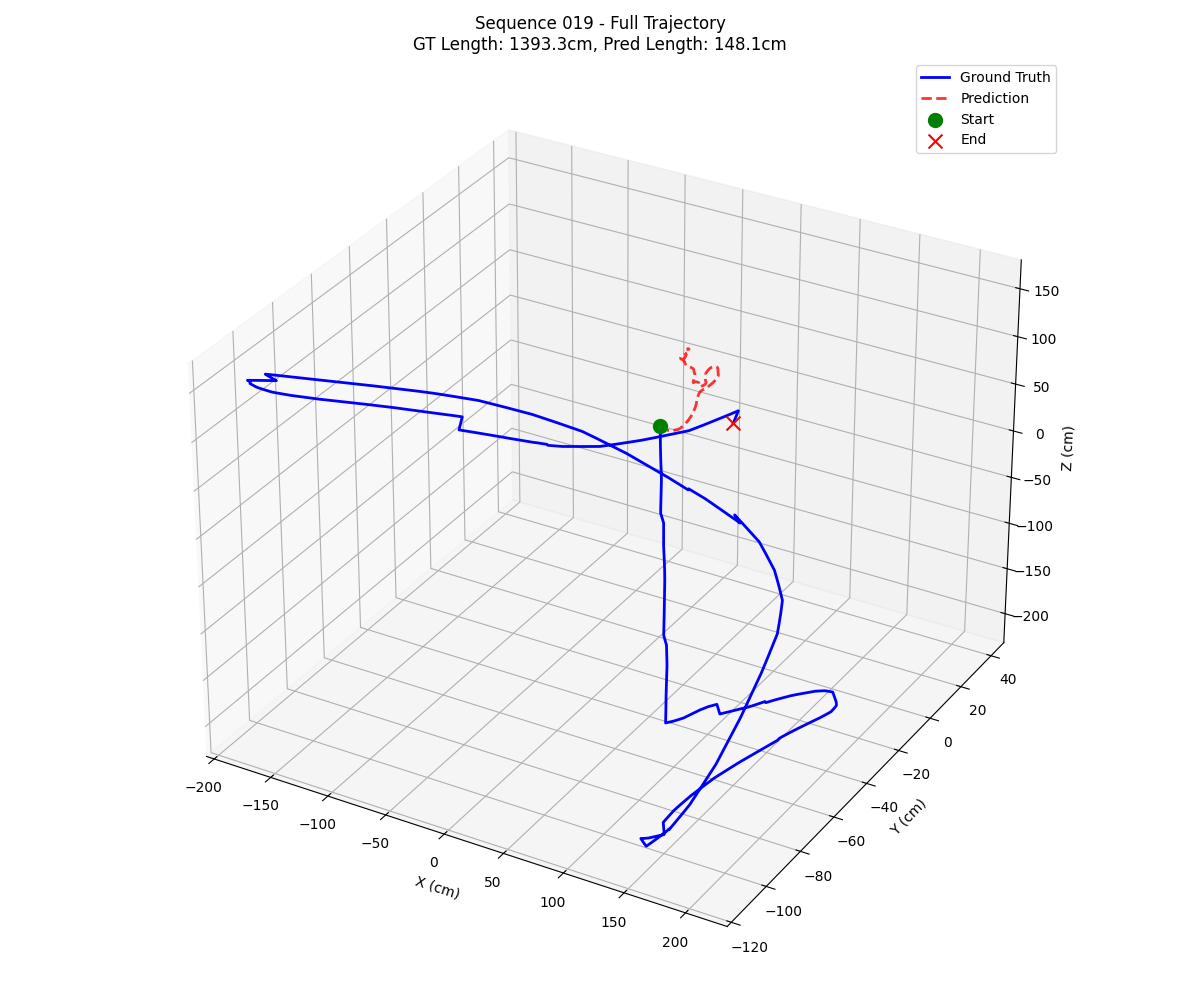 Sequence 019 - Full Trajectory
GT Length: 1393.3cm, Pred Length: 148.1cm
Ground Truth
Prediction
Start
End
150
100
50
0
−50
−100
−150
−200
Z (cm)
40
20
0
−20
−40
−60
−80
−100
−120
Y (cm)
−200
−150
−100
−50
0
50
100
150
200
X (cm)